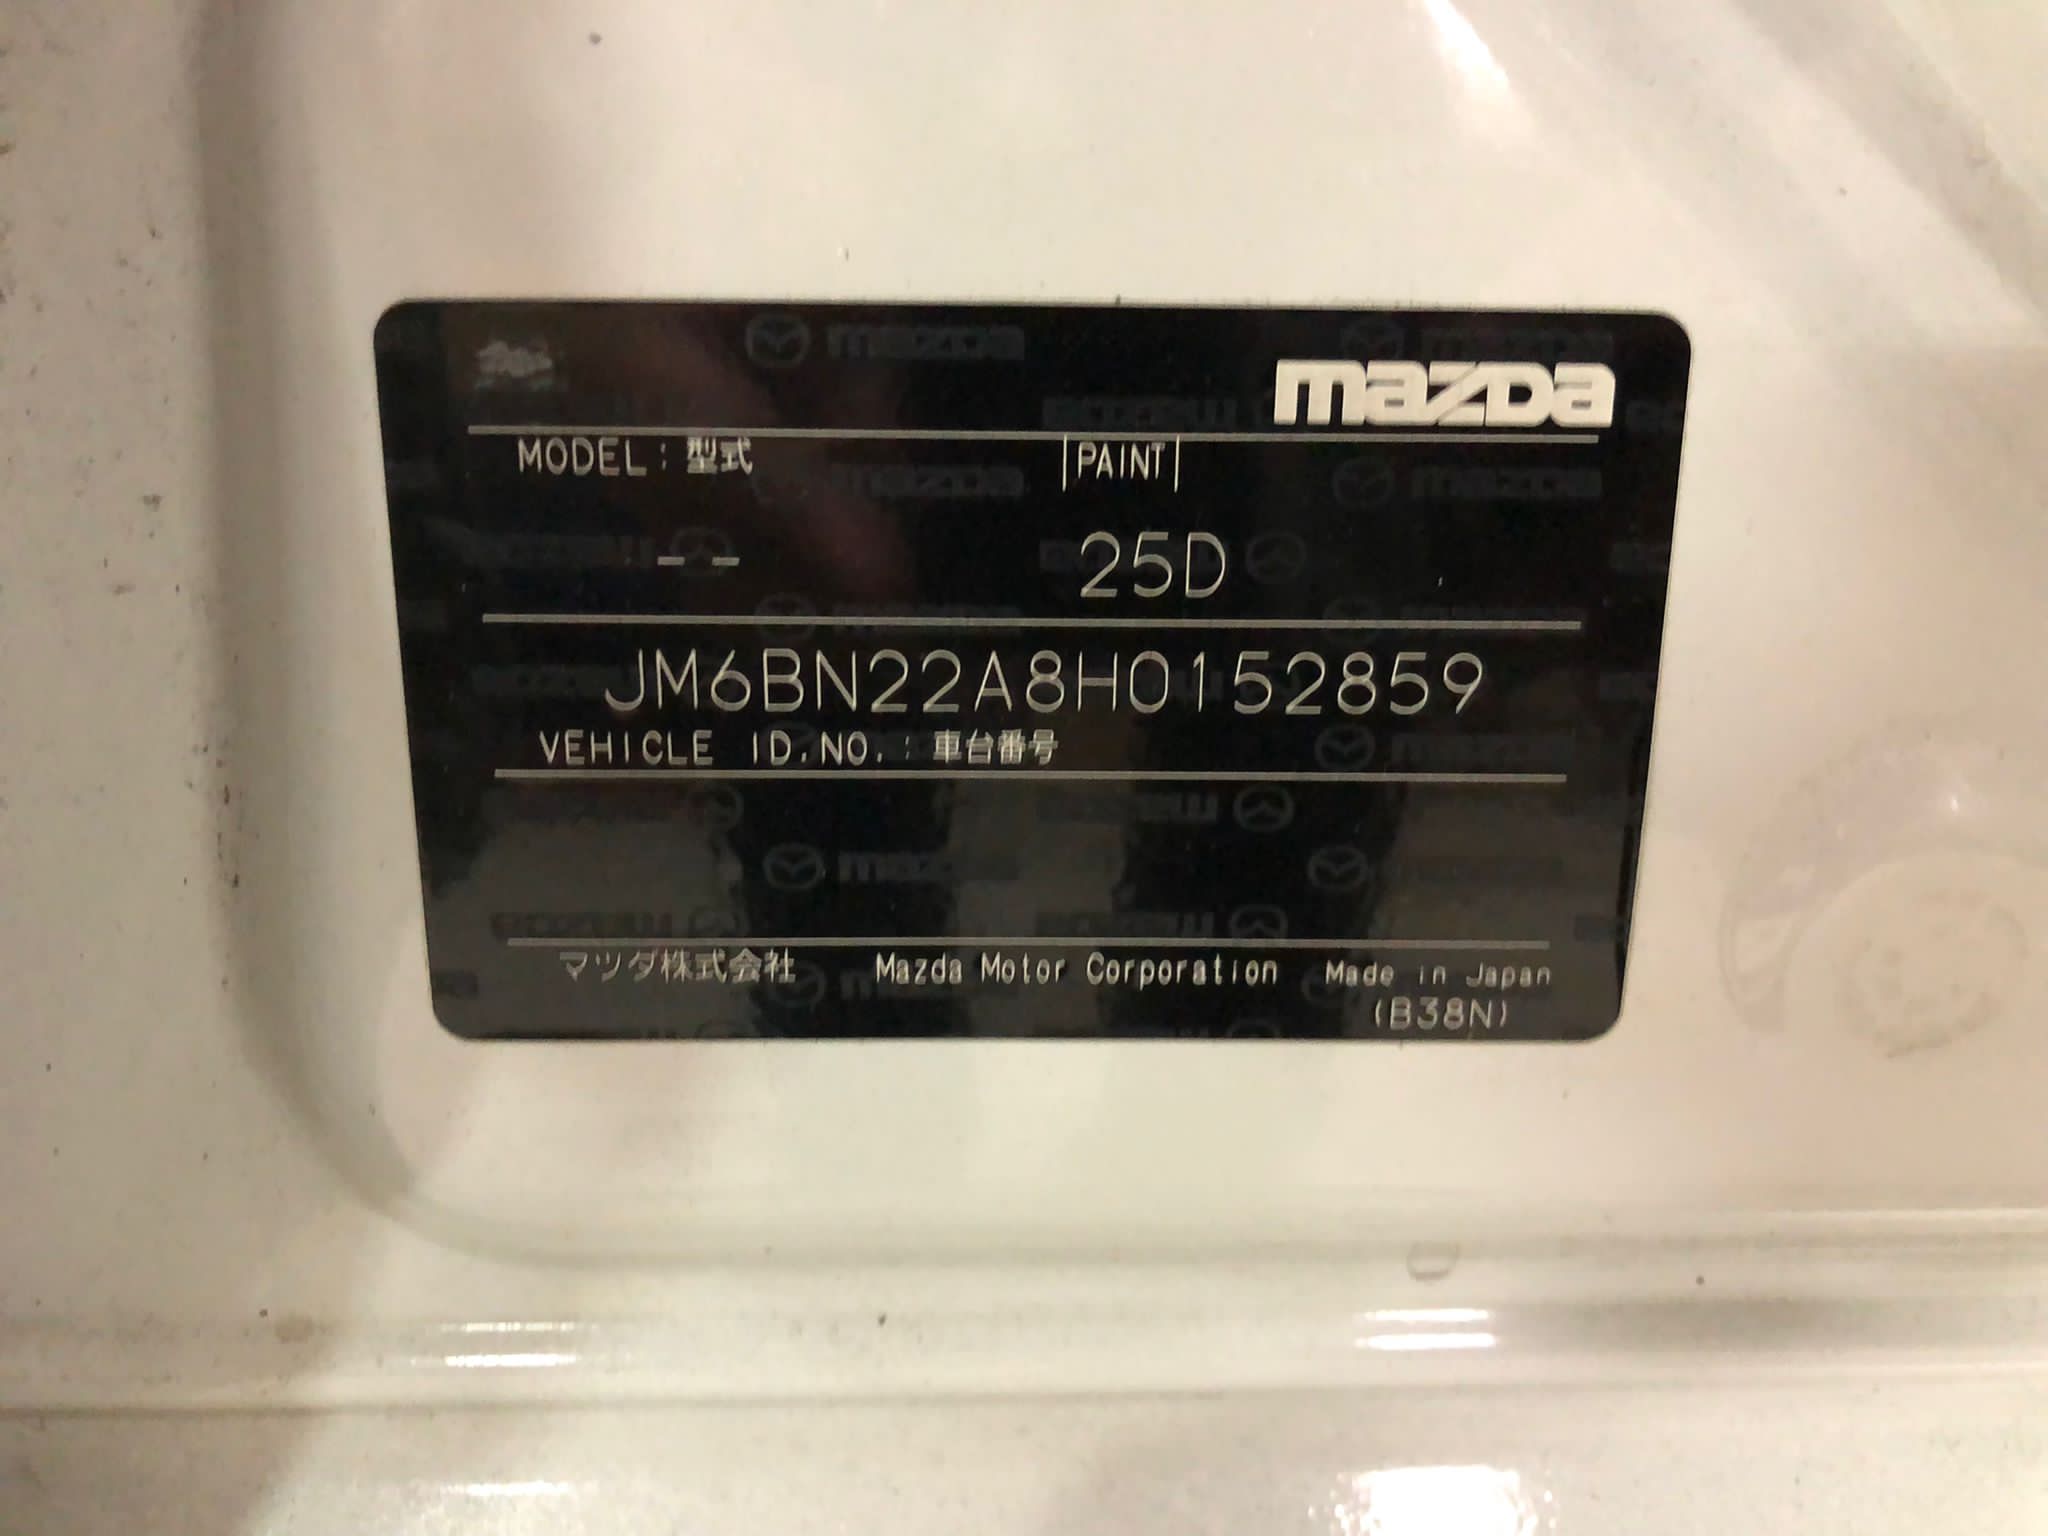 mazda
MODEL : 型式 |PAINT|
-- 25D
JM6BN22A8H0152859
VEHICLE ID.NO. : 車台番号
マツダ株式会社 Mazda Motor Corporation Made in Japan
(B38N)